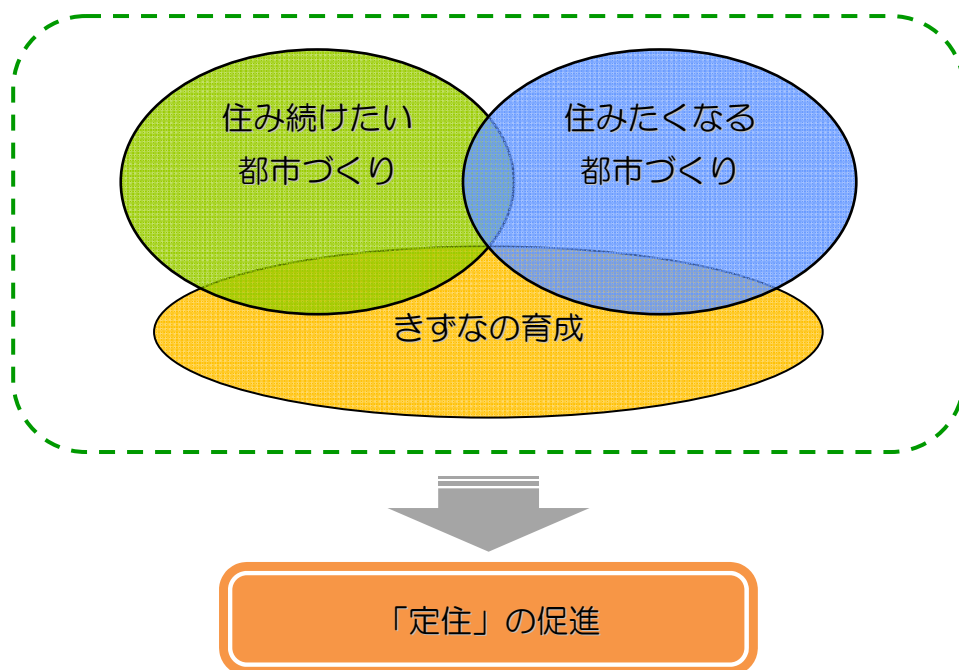 住み続けたい
都市づくり
住みたくなる
都市づくり
きずなの育成
「定住」の促進